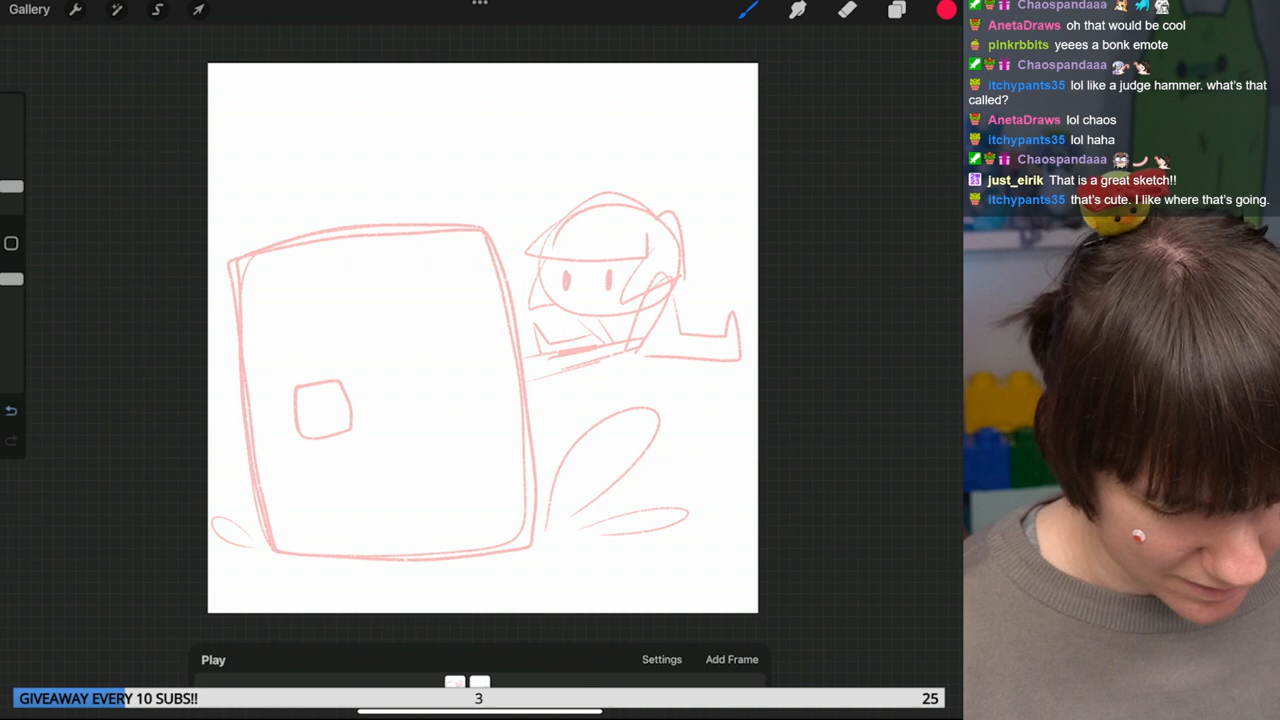 Gallery
Chaospandaaa
AnetaDraws oh that would be cool
pinkrbbits yeees a bonk emote
Chaospandaaa
itchypants35 lol like a judge hammer. what's that
called?
AnetaDraws lol chaos
itchypants35 lol haha
Chaospandaaa
just_eirik That is a great sketch!!
itchypants35 that's cute. I like where that's going.
Play
Settings
Add Frame
GIVEAWAY EVERY 10 SUBS!!
3
25